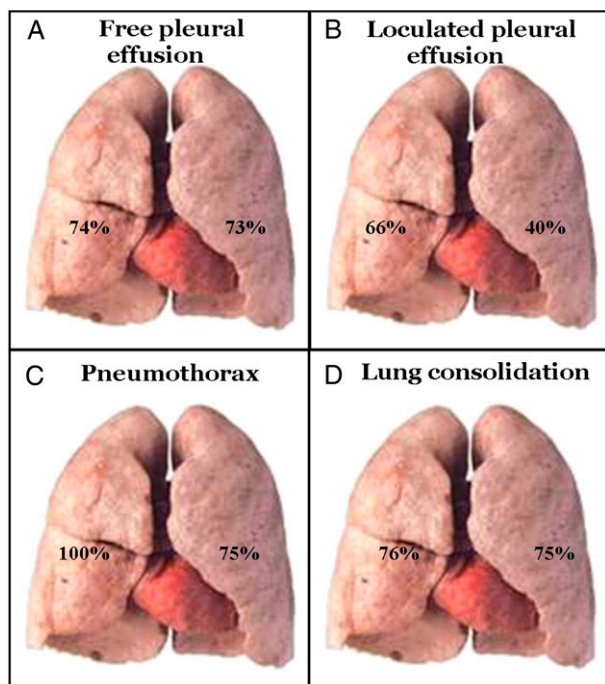 A
Free pleural
effusion
74%
73%
B
Loculated pleural
effusion
66%
40%
C
Pneumothorax
100%
75%
D
Lung consolidation
76%
75%